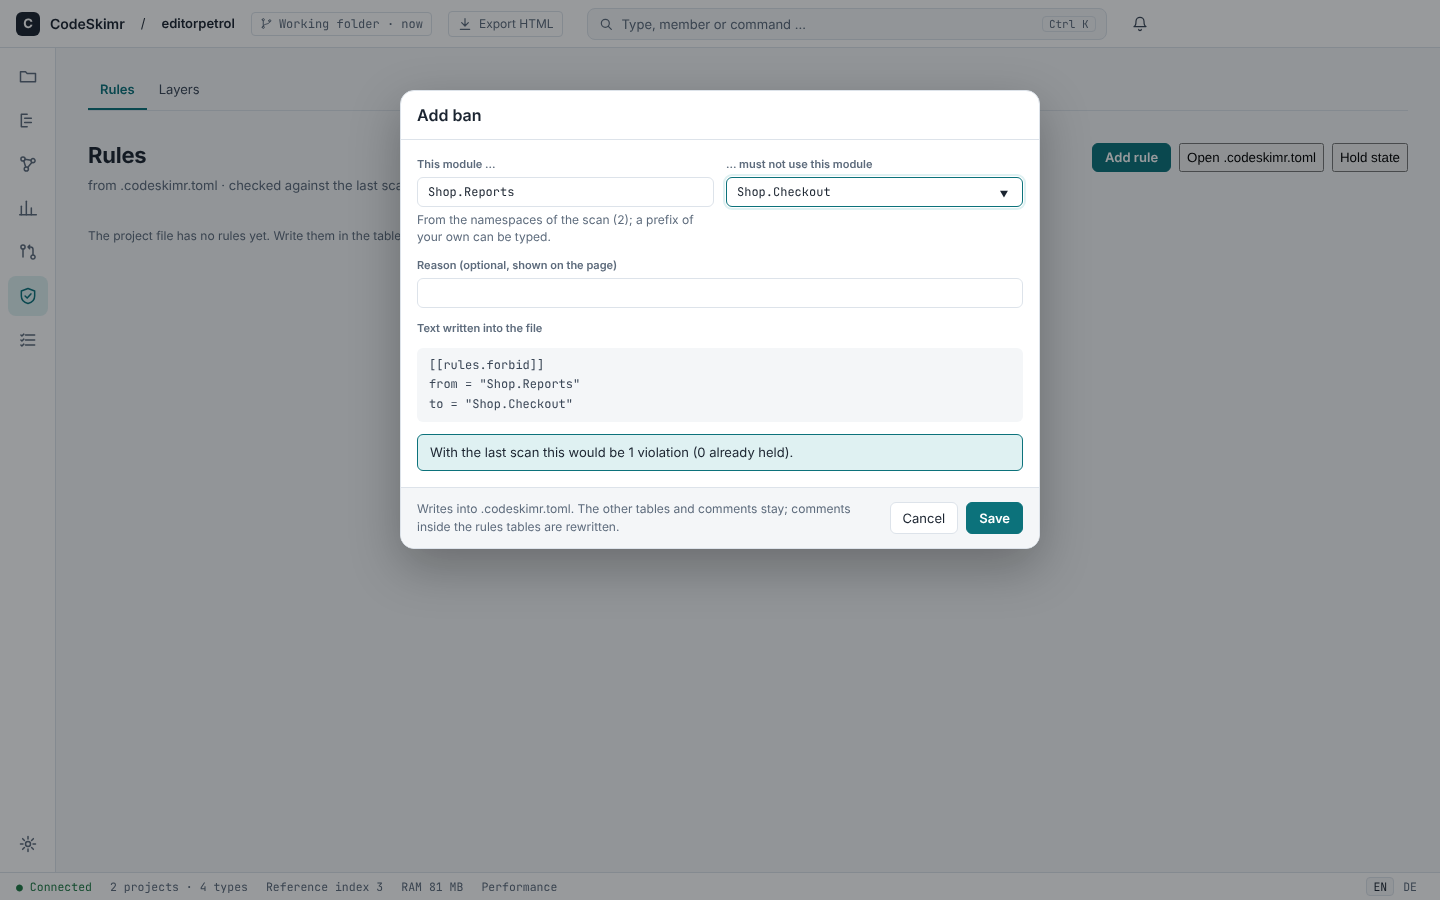 C CodeSkimr / editorpetrol Working folder · now Export HTML Type, member or command ... Ctrl K
Rules Layers
Rules
from .codeskimr.toml · checked against the last sca
Add rule Open .codeskimr.toml Hold state
The project file has no rules yet. Write them in the table
Add ban
This module ...
... must not use this module
Shop.Reports
Shop.Checkout
From the namespaces of the scan (2); a prefix of
your own can be typed.
Reason (optional, shown on the page)
Text written into the file
[[rules.forbid]]
from = "Shop.Reports"
to = "Shop.Checkout"
With the last scan this would be 1 violation (0 already held).
Writes into .codeskimr.toml. The other tables and comments stay; comments
inside the rules tables are rewritten.
Cancel Save
Connected 2 projects · 4 types Reference index 3 RAM 81 MB Performance EN DE